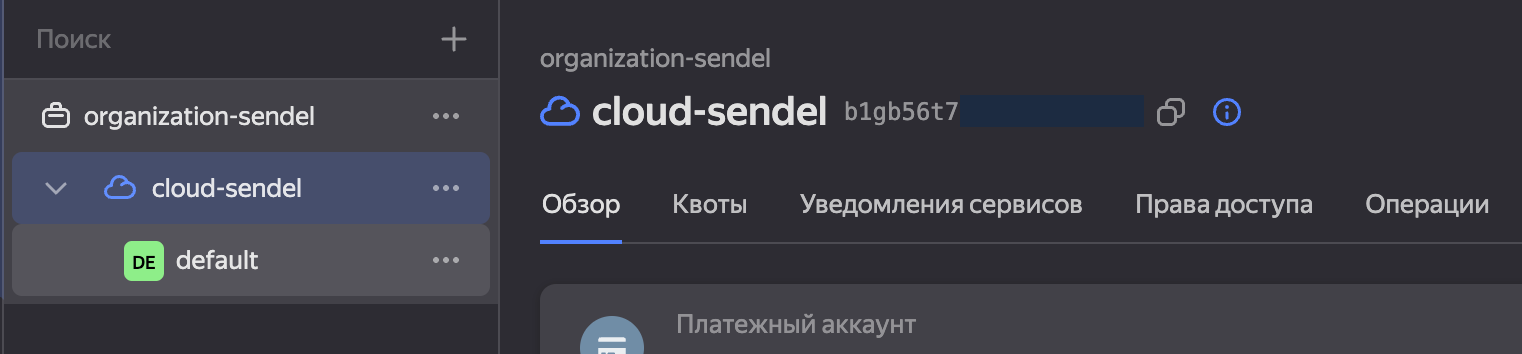 Поиск
organization-sendel
cloud-sendel
DE default
organization-sendel
cloud-sendel b1gb56t7
Обзор Квоты Уведомления сервисов Права доступа Операции
Платежный аккаунт